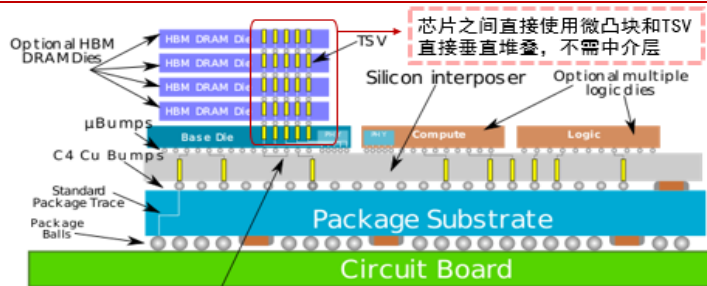 芯片之间直接使用微凸块和TSV
直接垂直堆叠，不需中介层
Optional HBM
DRAM Dies
HBM DRAM Die
HBM DRAM Die
HBM DRAM Die
HBM DRAM Die
TSV
Silicon interposer
Optional multiple
logic dies
µBumps
Base Die
PHY
Compute
Logic
C4 Cu Bumps
Standard
Package Trace
Package Substrate
Package
Balls
Circuit Board